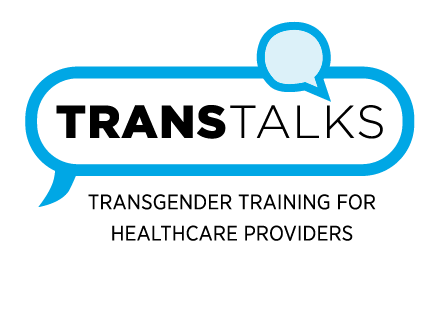 TRANSTALKS
TRANSGENDER TRAINING FOR
HEALTHCARE PROVIDERS